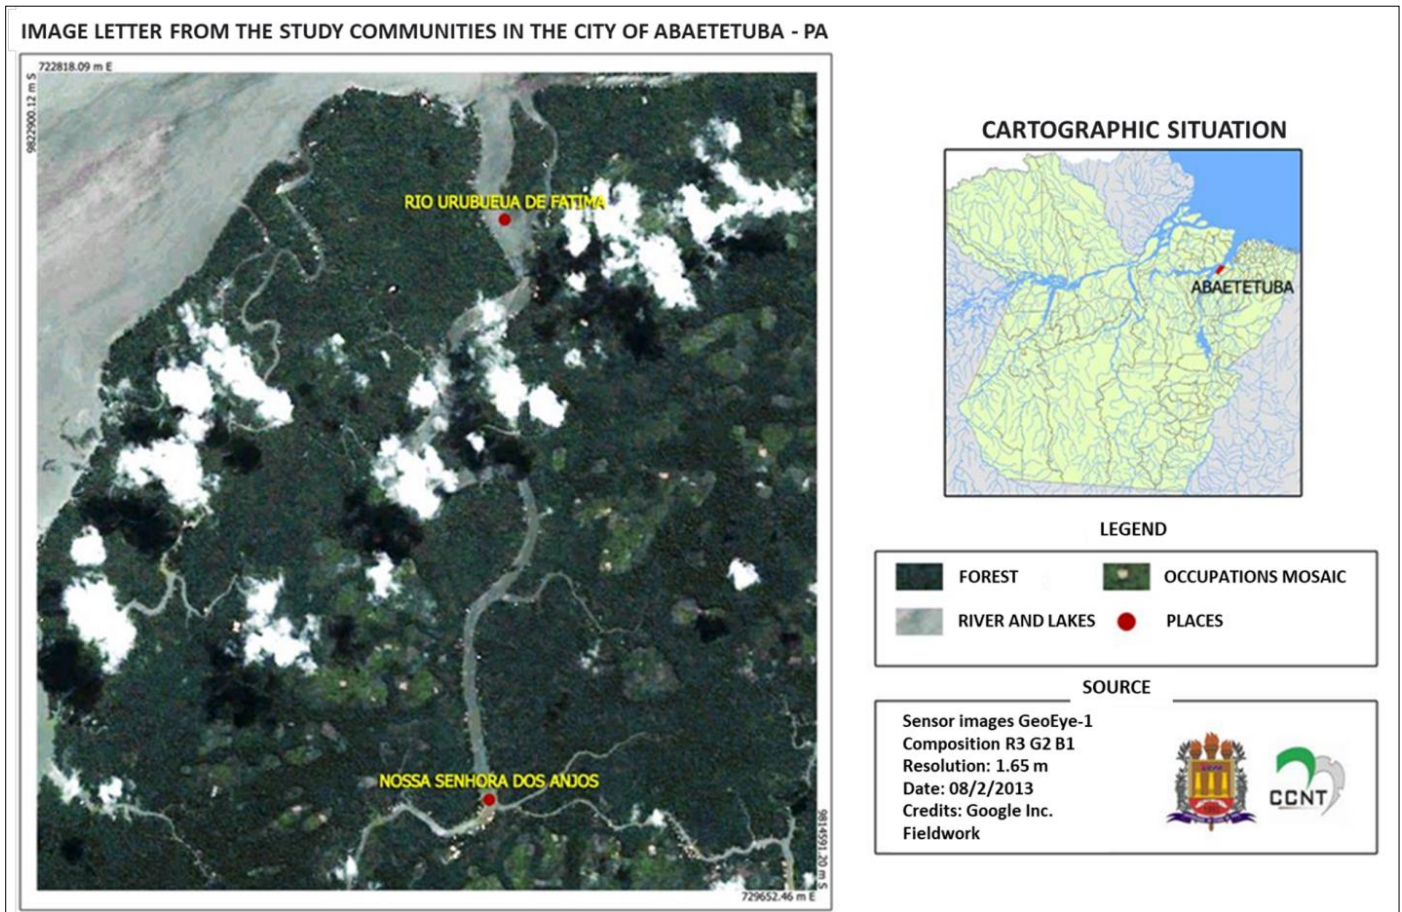 IMAGE LETTER FROM THE STUDY COMMUNITIES IN THE CITY OF ABAETETUBA - PA
722818.09 m E
9822900.12 m S
RIO URUBUEUA DE FATIMA
NOSSA SENHORA DOS ANJOS
9814591.20 m S
729652.46 m E
CARTOGRAPHIC SITUATION
ABAETETUBA
LEGEND
FOREST
OCCUPATIONS MOSAIC
RIVER AND LAKES
PLACES
SOURCE
Sensor images GeoEye-1
Composition R3 G2 B1
Resolution: 1.65 m
Date: 08/2/2013
Credits: Google Inc.
Fieldwork
CCNT